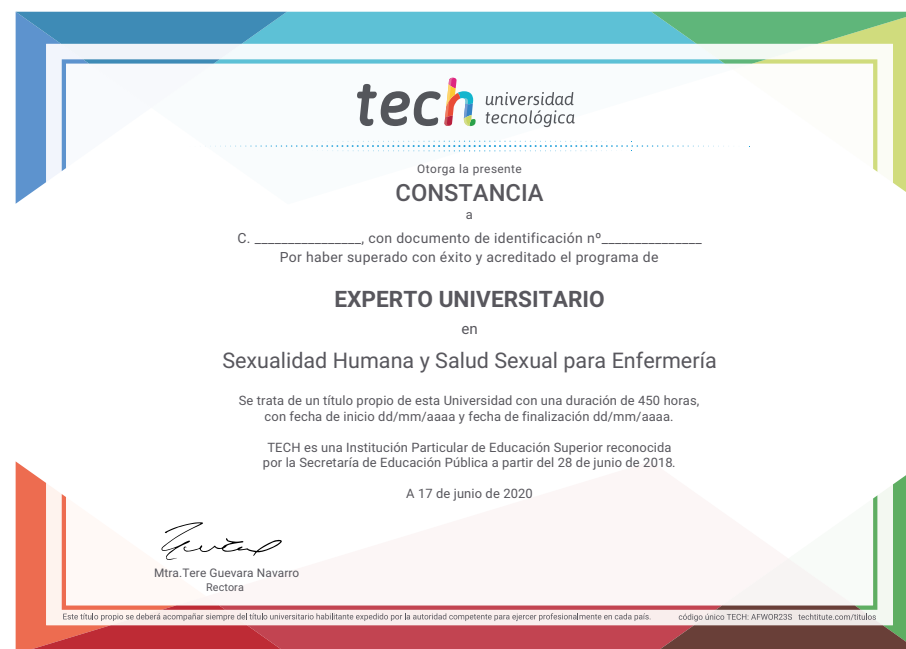 tech universidad
tecnológica
Otorga la presente
CONSTANCIA
a
C. ________________, con documento de identificación nº_______________
Por haber superado con éxito y acreditado el programa de
EXPERTO UNIVERSITARIO
en
Sexualidad Humana y Salud Sexual para Enfermería
Se trata de un título propio de esta Universidad con una duración de 450 horas,
con fecha de inicio dd/mm/aaaa y fecha de finalización dd/mm/aaaa.
TECH es una Institución Particular de Educación Superior reconocida
por la Secretaría de Educación Pública a partir del 28 de junio de 2018.
A 17 de junio de 2020
Mtra.Tere Guevara Navarro
Rectora
Este título propio se deberá acompañar siempre del título universitario habilitante expedido por la autoridad competente para ejercer profesionalmente en cada país. código único TECH: AFWOR23S techtitute.com/titulos